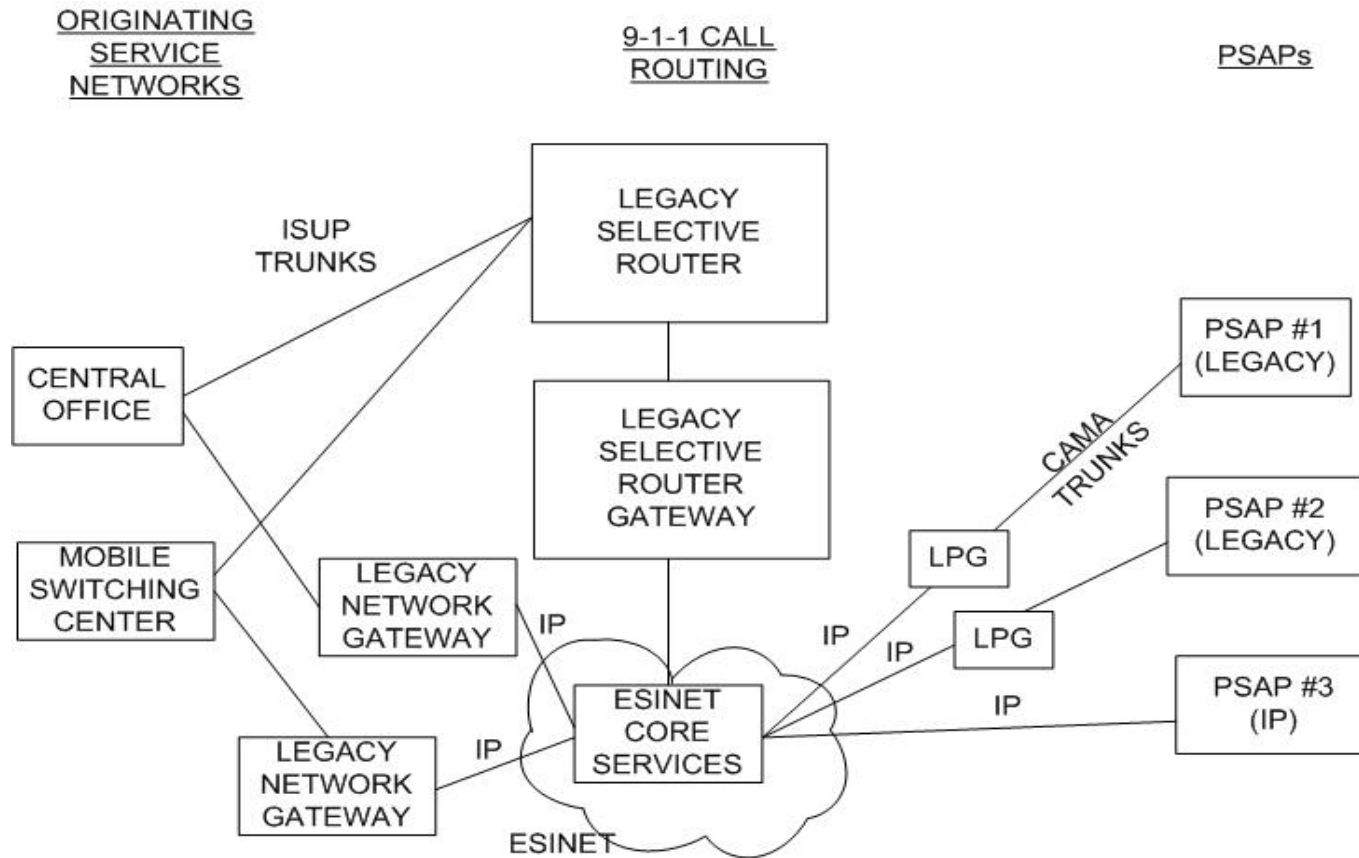 ORIGINATING
SERVICE
NETWORKS
9-1-1 CALL
ROUTING
PSAPs
LEGACY
SELECTIVE
ROUTER
ISUP
TRUNKS
CENTRAL
OFFICE
PSAP #1
(LEGACY)
LEGACY
SELECTIVE
ROUTER
GATEWAY
CAMA
TRUNKS
PSAP #2
(LEGACY)
MOBILE
SWITCHING
CENTER
LEGACY
NETWORK
GATEWAY
IP
LPG
IP
IP
LPG
ESINET
CORE
SERVICES
IP
PSAP #3
(IP)
LEGACY
NETWORK
GATEWAY
IP
ESINET